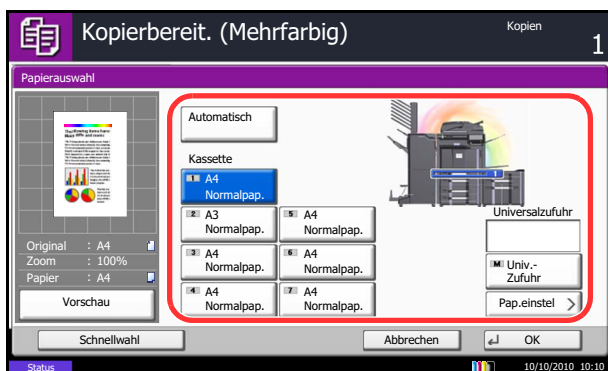 Kopierbereit. (Mehrfarbig)
Kopien
1
Papierauswahl
Automatisch
Kassette
1 A4
Normalpap.
2 A3
Normalpap.
5 A4
Normalpap.
3 A4
Normalpap.
6 A4
Normalpap.
4 A4
Normalpap.
7 A4
Normalpap.
1
Universalzufuhr
M Univ.-
Zufuhr
Pap.einstel
Original : A4
Zoom : 100%
Papier : A4
Vorschau
Schnellwahl
Abbrechen
OK
Status
10/10/2010 10:10